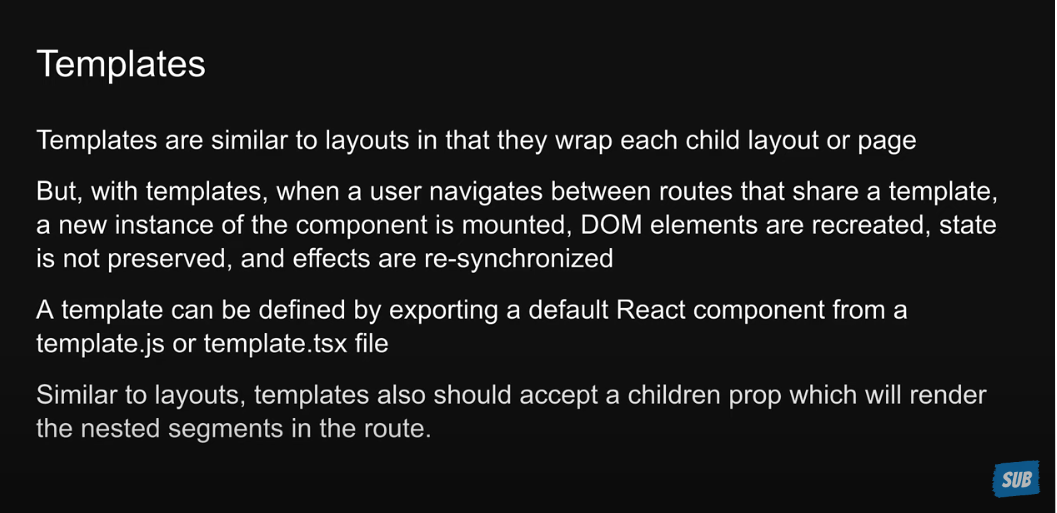 Templates
Templates are similar to layouts in that they wrap each child layout or page
But, with templates, when a user navigates between routes that share a template,
a new instance of the component is mounted, DOM elements are recreated, state
is not preserved, and effects are re-synchronized
A template can be defined by exporting a default React component from a
template.js or template.tsx file
Similar to layouts, templates also should accept a children prop which will render
the nested segments in the route.
SUB